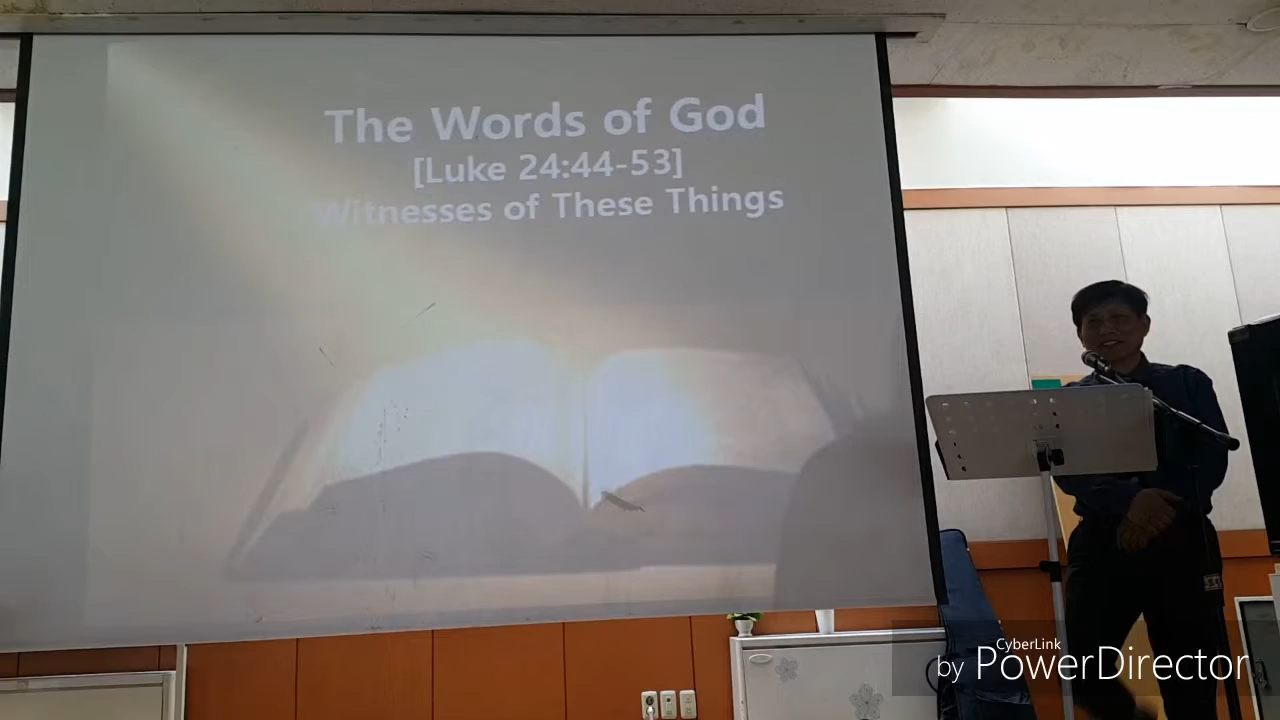 The Words of God
[Luke 24:44-53]
Witnesses of These Things
CyberLink
by PowerDirector